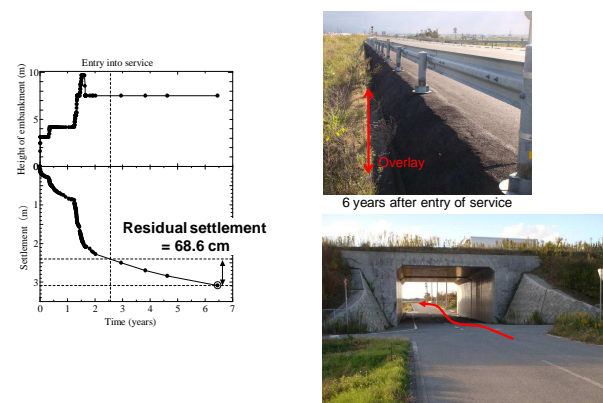 Entry into service
Height of embankment (m)
10
5
0
Settlement (m)
1
2
3
Residual settlement
= 68.6 cm
0 1 2 3 4 5 6 7
Time (years)
Overlay
6 years after entry of service